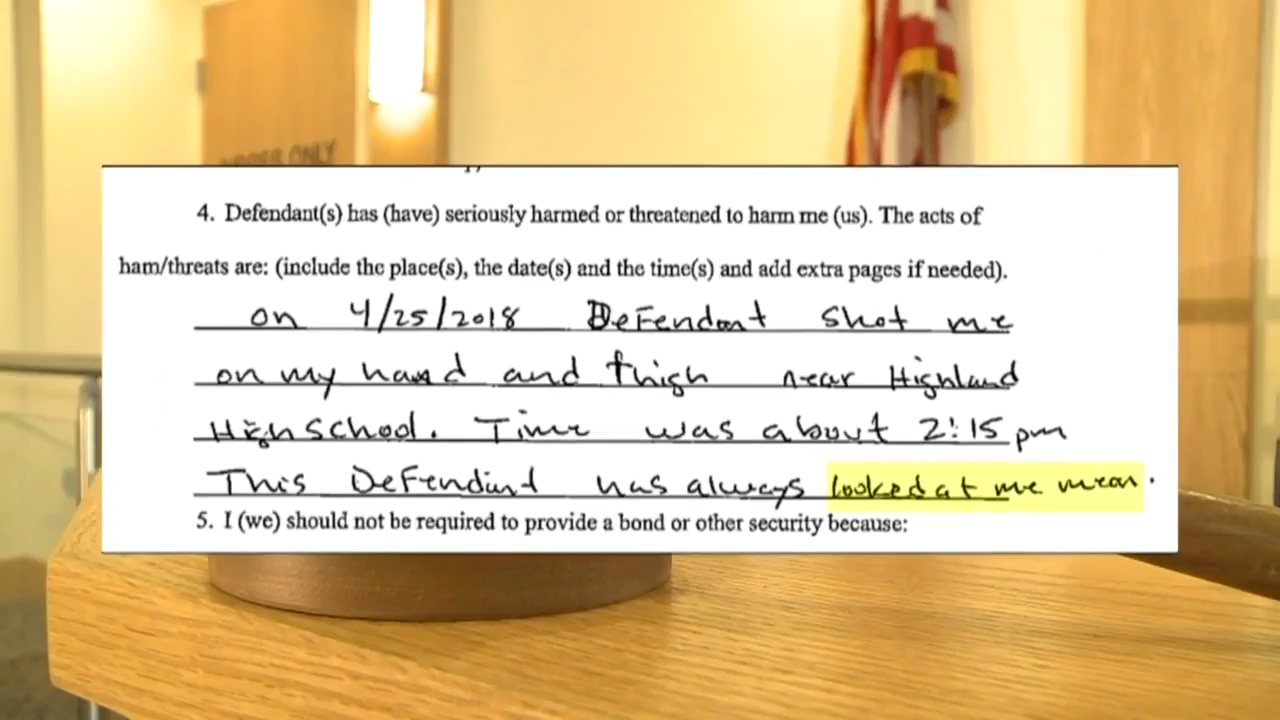 ORDER ONLY
4. Defendant(s) has (have) seriously harmed or threatened to harm me (us). The acts of
ham/threats are: (include the place(s), the date(s) and the time(s) and add extra pages if needed).
on 4/25/2018 Defendant shot me
on my hand and thigh near Highland
High School. Time was about 2:15 pm
This Defendant has always looked at me mean.
5. I (we) should not be required to provide a bond or other security because: